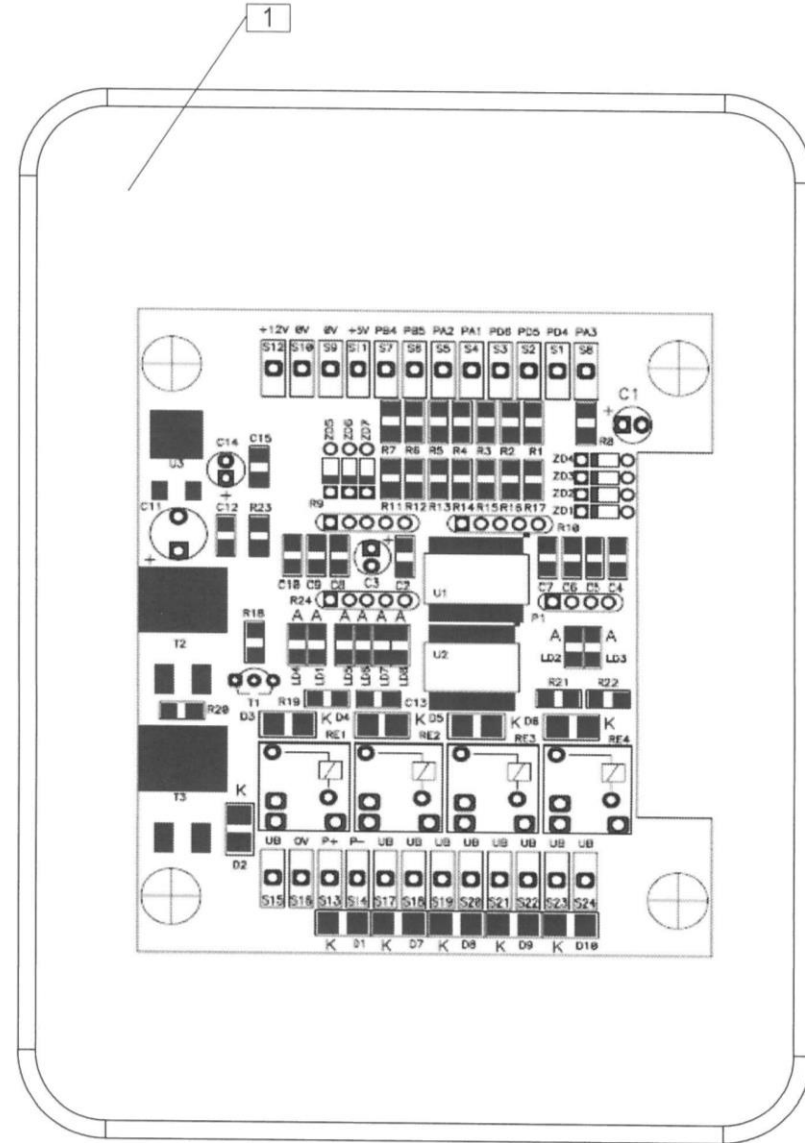 1
+12V 0V 0V +5V PB4 PB5 PA2 PA1 PD6 PD5 PD4 PA3
S12 S10 S9 S11 S7 S6 S5 S4 S3 S2 S1 S8
C1
+
C14 C15 ZD5 ZD6 ZD7 R7 R6 R5 R4 R3 R2 R1 R8
U3 ZD4
ZD3
+ ZD2
C11 C12 R23 R9 R11 R12 R13 R14 R15 R16 R17 ZD1
R10
+ +
C10 C9 C8 C3 C2 U1 C7 C6 C5 C4
R24 P1
T2 R18 A A A A A A U2 A A
LD4 LD1 LD5 LD6 LD7 LD8 LD2 LD3
T1 R21 R22
R20 D3 R19 K D4 C13 K D5 K D6 K
RE1 RE2 RE3 RE4
T3 K
D2
UB 0V P+ P- UB UB UB UB UB UB UB UB
S15 S16 S13 S14 S17 S18 S19 S20 S21 S22 S23 S24
K D1 K D7 K D8 K D9 K D10